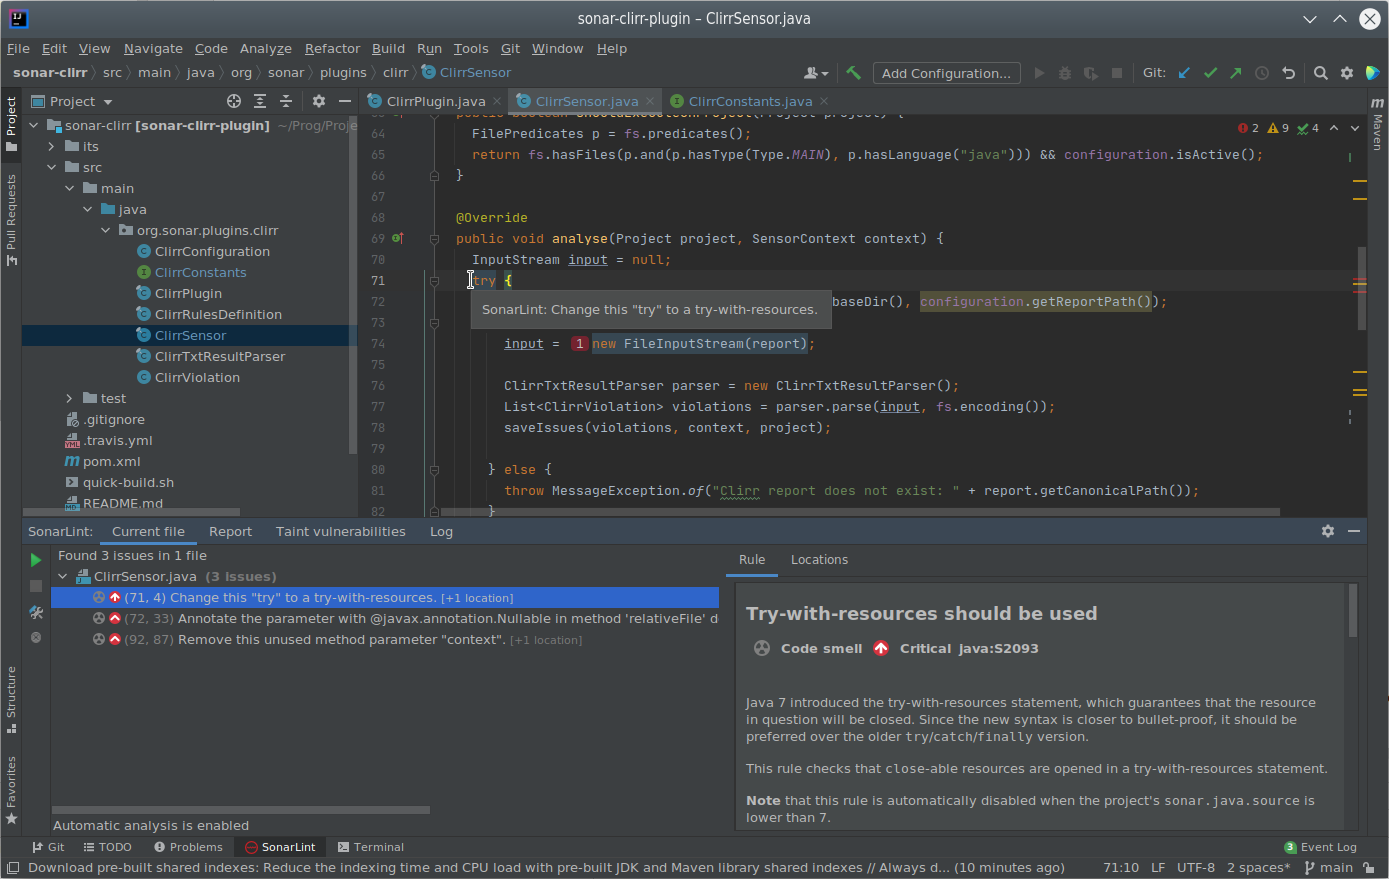 sonar-clirr-plugin – ClirrSensor.java
File Edit View Navigate Code Analyze Refactor Build Run Tools Git Window Help
sonar-clirr src main java org sonar plugins clirr ClirrSensor
Add Configuration...
Git:
Project
Pull Requests
Structure
Favorites
Maven
Project
sonar-clirr [sonar-clirr-plugin] ~/Prog/Proje
its
src
main
java
org.sonar.plugins.clirr
ClirrConfiguration
ClirrConstants
ClirrPlugin
ClirrRulesDefinition
ClirrSensor
ClirrTxtResultParser
ClirrViolation
test
.gitignore
.travis.yml
pom.xml
quick-build.sh
README.md
ClirrPlugin.java ClirrSensor.java ClirrConstants.java
2 9 4
64 FilePredicates p = fs.predicates();
65 return fs.hasFiles(p.and(p.hasType(Type.MAIN), p.hasLanguage("java"))) && configuration.isActive();
66 }
67
68 @Override
69 public void analyse(Project project, SensorContext context) {
70 InputStream input = null;
71 try {
SonarLint: Change this "try" to a try-with-resources.
72 baseDir(), configuration.getReportPath());
73
74 input = 1 new FileInputStream(report);
75
76 ClirrTxtResultParser parser = new ClirrTxtResultParser();
77 List<ClirrViolation> violations = parser.parse(input, fs.encoding());
78 saveIssues(violations, context, project);
79
80 } else {
81 throw MessageException.of("Clirr report does not exist: " + report.getCanonicalPath());
82 }
SonarLint: Current file Report Taint vulnerabilities Log
Found 3 issues in 1 file
ClirrSensor.java (3 issues)
(71, 4) Change this "try" to a try-with-resources. [+1 location]
(72, 33) Annotate the parameter with @javax.annotation.Nullable in method 'relativeFile' d
(92, 87) Remove this unused method parameter "context". [+1 location]
Automatic analysis is enabled
Rule Locations
Try-with-resources should be used
Code smell Critical java:S2093
Java 7 introduced the try-with-resources statement, which guarantees that the resource
in question will be closed. Since the new syntax is closer to bullet-proof, it should be
preferred over the older try/catch/finally version.
This rule checks that close-able resources are opened in a try-with-resources statement.
Note that this rule is automatically disabled when the project's sonar.java.source is
lower than 7.
Git TODO Problems SonarLint Terminal
3 Event Log
Download pre-built shared indexes: Reduce the indexing time and CPU load with pre-built JDK and Maven library shared indexes // Always d... (10 minutes ago) 71:10 LF UTF-8 2 spaces* main